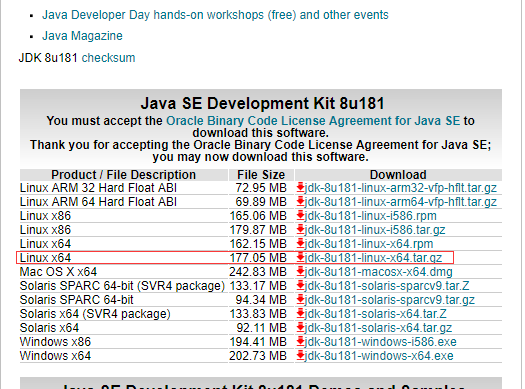 Java Developer Day hands-on workshops (free) and other events
Java Magazine
JDK 8u181 checksum
Java SE Development Kit 8u181
You must accept the Oracle Binary Code License Agreement for Java SE to
download this software.
Thank you for accepting the Oracle Binary Code License Agreement for Java SE;
you may now download this software.
Product / File Description File Size Download
Linux ARM 32 Hard Float ABI 72.95 MB jdk-8u181-linux-arm32-vfp-hflt.tar.gz
Linux ARM 64 Hard Float ABI 69.89 MB jdk-8u181-linux-arm64-vfp-hflt.tar.gz
Linux x86 165.06 MB jdk-8u181-linux-i586.rpm
Linux x86 179.87 MB jdk-8u181-linux-i586.tar.gz
Linux x64 162.15 MB jdk-8u181-linux-x64.rpm
Linux x64 177.05 MB jdk-8u181-linux-x64.tar.gz
Mac OS X x64 242.83 MB jdk-8u181-macosx-x64.dmg
Solaris SPARC 64-bit (SVR4 package) 133.17 MB jdk-8u181-solaris-sparcv9.tar.Z
Solaris SPARC 64-bit 94.34 MB jdk-8u181-solaris-sparcv9.tar.gz
Solaris x64 (SVR4 package) 133.83 MB jdk-8u181-solaris-x64.tar.Z
Solaris x64 92.11 MB jdk-8u181-solaris-x64.tar.gz
Windows x86 194.41 MB jdk-8u181-windows-i586.exe
Windows x64 202.73 MB jdk-8u181-windows-x64.exe
Java SE Development Kit 8u181 Demos and Samples